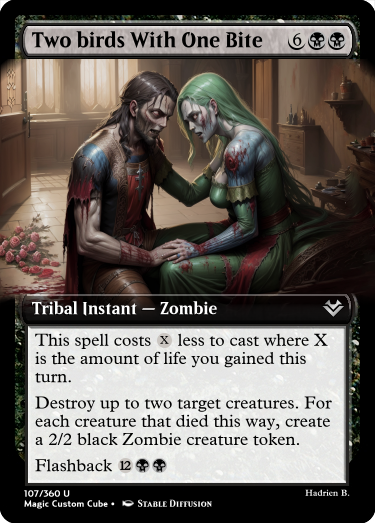 Two birds With One Bite 6
Tribal Instant — Zombie
This spell costs X less to cast where X
is the amount of life you gained this
turn.
Destroy up to two target creatures. For
each creature that died this way, create
a 2/2 black Zombie creature token.
Flashback 12
107/360 U
Hadrien B.
Magic Custom Cube • Stable Diffusion